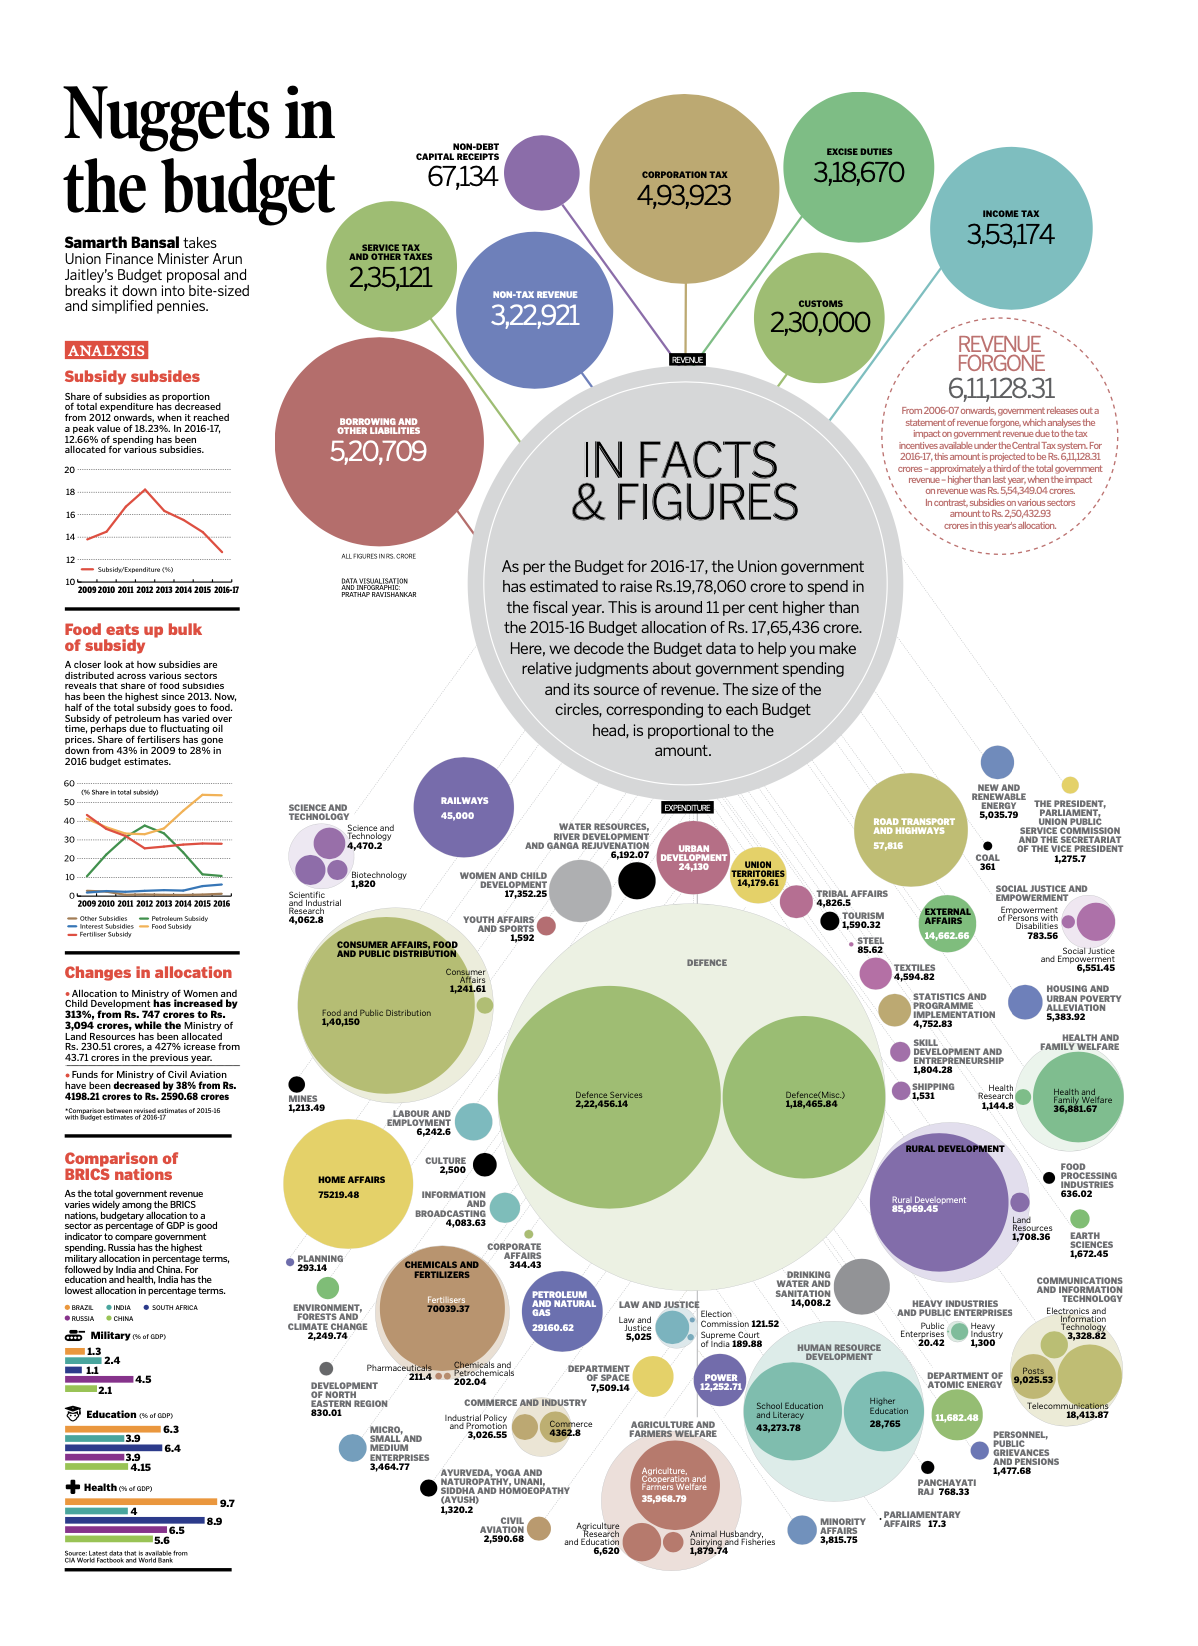 Nuggets in
the budget
Samarth Bansal takes
Union Finance Minister Arun
Jaitley's Budget proposal and
breaks it down into bite-sized
and simplified pennies.
ANALYSIS
Subsidy subsides
Share of subsidies as proportion
of total expenditure has decreased
from 2012 onwards, when it reached
a peak value of 18.23%. In 2016-17,
12.66% of spending has been
allocated for various subsidies.
20
18
16
14
12
10
Subsidy/Expenditure (%)
2009 2010 2011 2012 2013 2014 2015 2016-17
Food eats up bulk
of subsidy
A closer look at how subsidies are
distributed across various sectors
reveals that share of food subsidies
has been the highest since 2013. Now,
half of the total subsidy goes to food.
Subsidy of petroleum has varied over
time, perhaps due to fluctuating oil
prices. Share of fertilisers has gone
down from 43% in 2009 to 28% in
2016 budget estimates.
60
(% Share in total subsidy)
50
40
30
20
10
0
2009 2010 2011 2012 2013 2014 2015 2016
Other Subsidies
Petroleum Subsidy
Interest Subsidies
Food Subsidy
Fertiliser Subsidy
Changes in allocation
• Allocation to Ministry of Women and
Child Development has increased by
313%, from Rs. 747 crores to Rs.
3,094 crores, while the Ministry of
Land Resources has been allocated
Rs. 230.51 crores, a 427% icrease from
43.71 crores in the previous year.
• Funds for Ministry of Civil Aviation
have been decreased by 38% from Rs.
4198.21 crores to Rs. 2590.68 crores
*Comparison between revised estimates of 2015-16
with Budget estimates of 2016-17
Comparison of
BRICS nations
As the total government revenue
varies widely among the BRICS
nations, budgetary allocation to a
sector as percentage of GDP is good
indicator to compare government
spending. Russia has the highest
military allocation in percentage terms,
followed by India and China. For
education and health, India has the
lowest allocation in percentage terms.
BRAZIL
INDIA
SOUTH AFRICA
RUSSIA
CHINA
Military (% of GDP)
1.3
2.4
1.1
4.5
2.1
Education (% of GDP)
6.3
3.9
6.4
3.9
4.15
Health (% of GDP)
9.7
4
8.9
6.5
5.6
Source: Latest data that is available from
CIA World Factbook and World Bank
NON-DEBT
CAPITAL RECEIPTS
67,134
CORPORATION TAX
4,93,923
EXCISE DUTIES
3,18,670
INCOME TAX
3,53,174
SERVICE TAX
AND OTHER TAXES
2,35,121
NON-TAX REVENUE
3,22,921
CUSTOMS
2,30,000
REVENUE
BORROWING AND
OTHER LIABILITIES
5,20,709
REVENUE
FORGONE
6,11,128.31
From 2006-07 onwards, government releases out a
statement of revenue forgone, which analyses the
impact on government revenue due to the tax
incentives available under the Central Tax system. For
2016-17, this amount is projected to be Rs. 6,11,128.31
crores – approximately a third of the total government
revenue – higher than last year, when the impact
on revenue was Rs. 5,54,349.04 crores.
In contrast, subsidies on various sectors
amount to Rs. 2,50,432.93
crores in this year's allocation.
ALL FIGURES IN RS. CRORE
DATA VISUALISATION
AND INFOGRAPHIC:
PRATHAP RAVISHANKAR
IN FACTS
& FIGURES
As per the Budget for 2016-17, the Union government
has estimated to raise Rs.19,78,060 crore to spend in
the fiscal year. This is around 11 per cent higher than
the 2015-16 Budget allocation of Rs. 17,65,436 crore.
Here, we decode the Budget data to help you make
relative judgments about government spending
and its source of revenue. The size of the
circles, corresponding to each Budget
head, is proportional to the
amount.
EXPENDITURE
SCIENCE AND
TECHNOLOGY
Science and
Technology
4,470.2
Biotechnology
1,820
Scientific
and Industrial
Research
4,062.8
RAILWAYS
45,000
WATER RESOURCES,
RIVER DEVELOPMENT
AND GANGA REJUVENATION
6,192.07
WOMEN AND CHILD
DEVELOPMENT
17,352.25
YOUTH AFFAIRS
AND SPORTS
1,592
URBAN
DEVELOPMENT
24,130
UNION
TERRITORIES
14,179.61
TRIBAL AFFAIRS
4,826.5
TOURISM
1,590.32
STEEL
85.62
TEXTILES
4,594.82
ROAD TRANSPORT
AND HIGHWAYS
57,816
NEW AND
RENEWABLE
ENERGY
5,035.79
COAL
361
THE PRESIDENT,
PARLIAMENT,
UNION PUBLIC
SERVICE COMMISSION
AND THE SECRETARIAT
OF THE VICE PRESIDENT
1,275.7
EXTERNAL
AFFAIRS
14,662.66
SOCIAL JUSTICE AND
EMPOWERMENT
Empowerment
of Persons with
Disabilities
783.56
Social Justice
and Empowerment
6,551.45
CONSUMER AFFAIRS, FOOD
AND PUBLIC DISTRIBUTION
Consumer
Affairs
1,241.61
Food and Public Distribution
1,40,150
DEFENCE
Defence Services
2,22,456.14
Defence(Misc.)
1,18,465.84
STATISTICS AND
PROGRAMME
IMPLEMENTATION
4,752.83
HOUSING AND
URBAN POVERTY
ALLEVIATION
5,383.92
SKILL
DEVELOPMENT AND
ENTREPRENEURSHIP
1,804.28
SHIPPING
1,531
HEALTH AND
FAMILY WELFARE
Health
Research
1,144.8
Health and
Family Welfare
36,881.67
MINES
1,213.49
LABOUR AND
EMPLOYMENT
6,242.6
HOME AFFAIRS
75219.48
CULTURE
2,500
INFORMATION
AND
BROADCASTING
4,083.63
CORPORATE
AFFAIRS
344.43
RURAL DEVELOPMENT
Rural Development
85,969.45
Land
Resources
1,708.36
FOOD
PROCESSING
INDUSTRIES
636.02
EARTH
SCIENCES
1,672.45
PLANNING
293.14
ENVIRONMENT,
FORESTS AND
CLIMATE CHANGE
2,249.74
CHEMICALS AND
FERTILIZERS
Fertilisers
70039.37
Pharmaceuticals
211.4
Chemicals and
Petrochemicals
202.04
PETROLEUM
AND NATURAL
GAS
29160.62
LAW AND JUSTICE
Law and
Justice
5,025
Election
Commission 121.52
Supreme Court
of India 189.88
DRINKING
WATER AND
SANITATION
14,008.2
HEAVY INDUSTRIES
AND PUBLIC ENTERPRISES
Public
Enterprises
20.42
Heavy
Industry
1,300
COMMUNICATIONS
AND INFORMATION
TECHNOLOGY
Electronics and
Information
Technology
3,328.82
Posts
9,025.53
Telecommunications
18,413.87
DEPARTMENT
OF SPACE
7,509.14
POWER
12,252.71
HUMAN RESOURCE
DEVELOPMENT
School Education
and Literacy
43,273.78
Higher
Education
28,765
DEPARTMENT OF
ATOMIC ENERGY
11,682.48
DEVELOPMENT
OF NORTH
EASTERN REGION
830.01
MICRO,
SMALL AND
MEDIUM
ENTERPRISES
3,464.77
COMMERCE AND INDUSTRY
Industrial Policy
and Promotion
3,026.55
Commerce
4362.8
AYURVEDA, YOGA AND
NATUROPATHY, UNANI,
SIDDHA AND HOMOEOPATHY
(AYUSH)
1,320.2
CIVIL
AVIATION
2,590.68
AGRICULTURE AND
FARMERS WELFARE
Agriculture,
Cooperation and
Farmers Welfare
35,968.79
Agriculture
Research
and Education
6,620
Animal Husbandry,
Dairying and Fisheries
1,879.74
PERSONNEL,
PUBLIC
GRIEVANCES
AND PENSIONS
1,477.68
PANCHAYATI
RAJ 768.33
MINORITY
AFFAIRS
3,815.75
PARLIAMENTARY
AFFAIRS 17.3